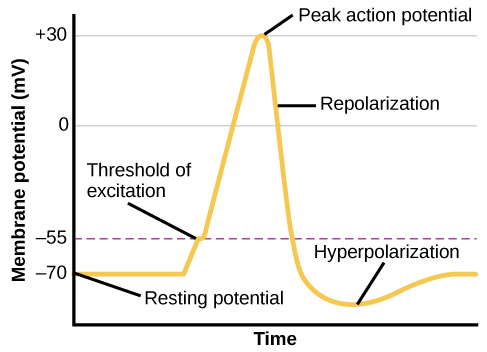 Peak action potential
+30
Repolarization
0
Threshold of
excitation
–55
Hyperpolarization
–70
Resting potential
Membrane potential (mV)
Time